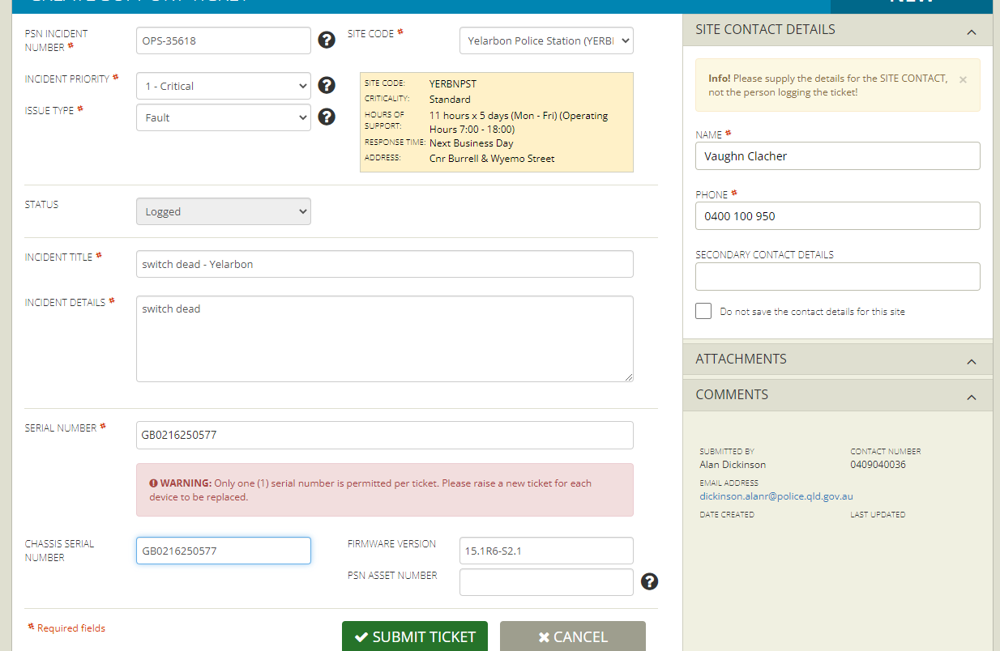 PSN INCIDENT
NUMBER *
OPS-35618
?
SITE CODE *
Yelarbon Police Station (YERBI
INCIDENT PRIORITY *
1 - Critical
?
ISSUE TYPE *
Fault
?
SITE CODE: YERBNPST
CRITICALITY: Standard
HOURS OF SUPPORT: 11 hours x 5 days (Mon - Fri) (Operating
Hours 7:00 - 18:00)
RESPONSE TIME: Next Business Day
ADDRESS: Cnr Burrell & Wyemo Street
STATUS
Logged
INCIDENT TITLE *
switch dead - Yelarbon
INCIDENT DETAILS *
switch dead
SERIAL NUMBER *
GB0216250577
WARNING: Only one (1) serial number is permitted per ticket. Please raise a new ticket for each
device to be replaced.
CHASSIS SERIAL
NUMBER
GB0216250577
FIRMWARE VERSION
15.1R6-S2.1
PSN ASSET NUMBER
?
* Required fields
SUBMIT TICKET
CANCEL
SITE CONTACT DETAILS
Info! Please supply the details for the SITE CONTACT, ×
not the person logging the ticket!
NAME *
Vaughn Clacher
PHONE *
0400 100 950
SECONDARY CONTACT DETAILS
Do not save the contact details for this site
ATTACHMENTS
COMMENTS
SUBMITTED BY
Alan Dickinson
CONTACT NUMBER
0409040036
EMAIL ADDRESS
dickinson.alanr@police.qld.gov.au
DATE CREATED
LAST UPDATED